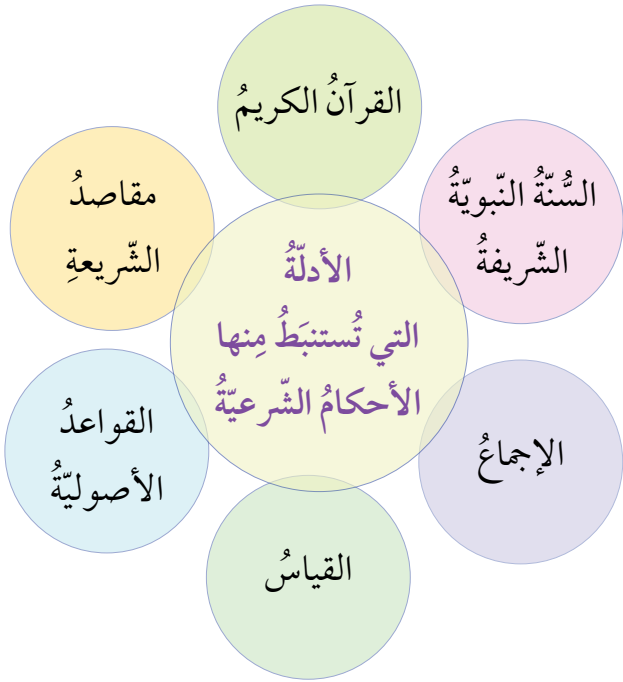 القرآنُ الكريمُ
السُّنّةُ النّبويّةُ
الشّريفةُ
الإجماعُ
القياسُ
القواعدُ
الأصوليّةُ
مقاصدُ
الشّريعةِ
الأدلّةُ
التي تُستنبَطُ مِنها
الأحكامُ الشّرعيّةُ